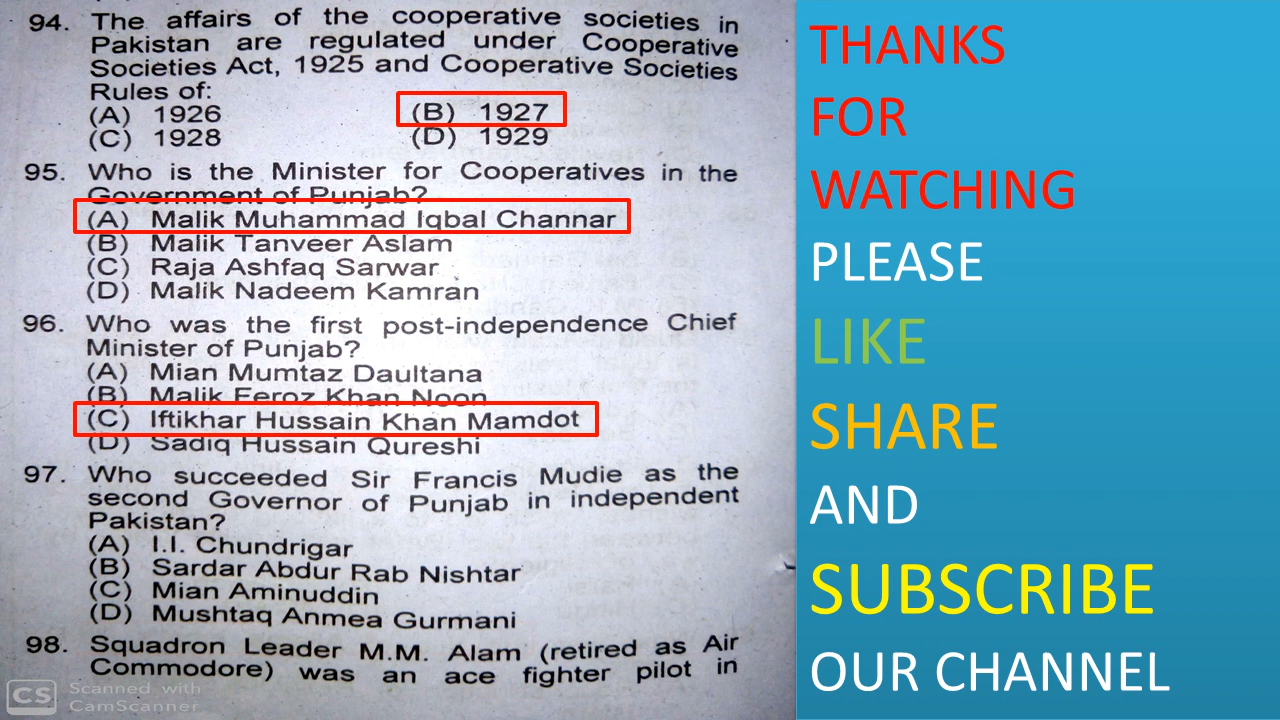 94. The affairs of the cooperative societies in
Pakistan are regulated under Cooperative
Societies Act, 1925 and Cooperative Societies
Rules of:
(A) 1926 (B) 1927
(C) 1928 (D) 1929
95. Who is the Minister for Cooperatives in the
Government of Punjab?
(A) Malik Muhammad Iqbal Channar
(B) Malik Tanveer Aslam
(C) Raja Ashfaq Sarwar
(D) Malik Nadeem Kamran
96. Who was the first post-independence Chief
Minister of Punjab?
(A) Mian Mumtaz Daultana
(B) Malik Feroz Khan Noon
(C) Iftikhar Hussain Khan Mamdot
(D) Sadiq Hussain Qureshi
97. Who succeeded Sir Francis Mudie as the
second Governor of Punjab in independent
Pakistan?
(A) I.I. Chundrigar
(B) Sardar Abdur Rab Nishtar
(C) Mian Aminuddin
(D) Mushtaq Anmea Gurmani
98. Squadron Leader M.M. Alam (retired as Air
Commodore) was an ace fighter pilot in
CS Scanned with
CamScanner
THANKS
FOR
WATCHING
PLEASE
LIKE
SHARE
AND
SUBSCRIBE
OUR CHANNEL